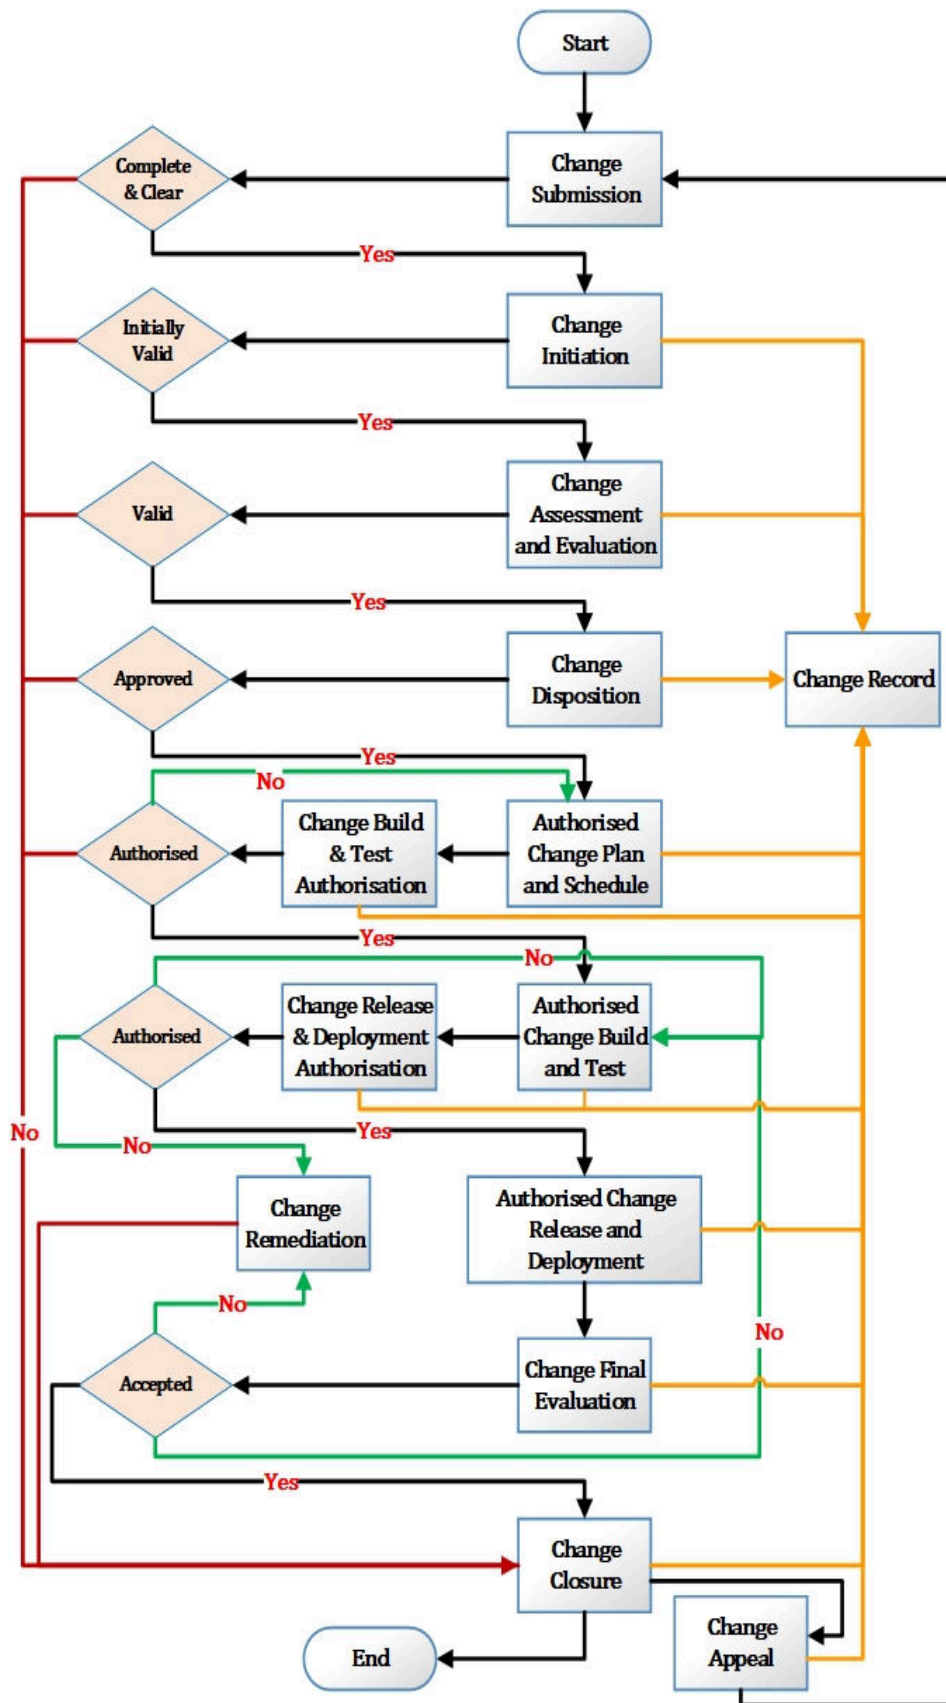 Start
Complete
& Clear
Change
Submission
Yes
Initially
Valid
Change
Initiation
Yes
Valid
Change
Assessment
and Evaluation
Yes
Approved
Change
Disposition
Change Record
Yes
No
Authorised
Change Build
& Test
Authorisation
Authorised
Change Plan
and Schedule
Yes
No
Authorised
Change Release
& Deployment
Authorisation
Authorised
Change Build
and Test
No
No
Yes
Change
Remediation
Authorised Change
Release and
Deployment
No
No
Accepted
Change Final
Evaluation
Yes
Change
Closure
End
Change
Appeal